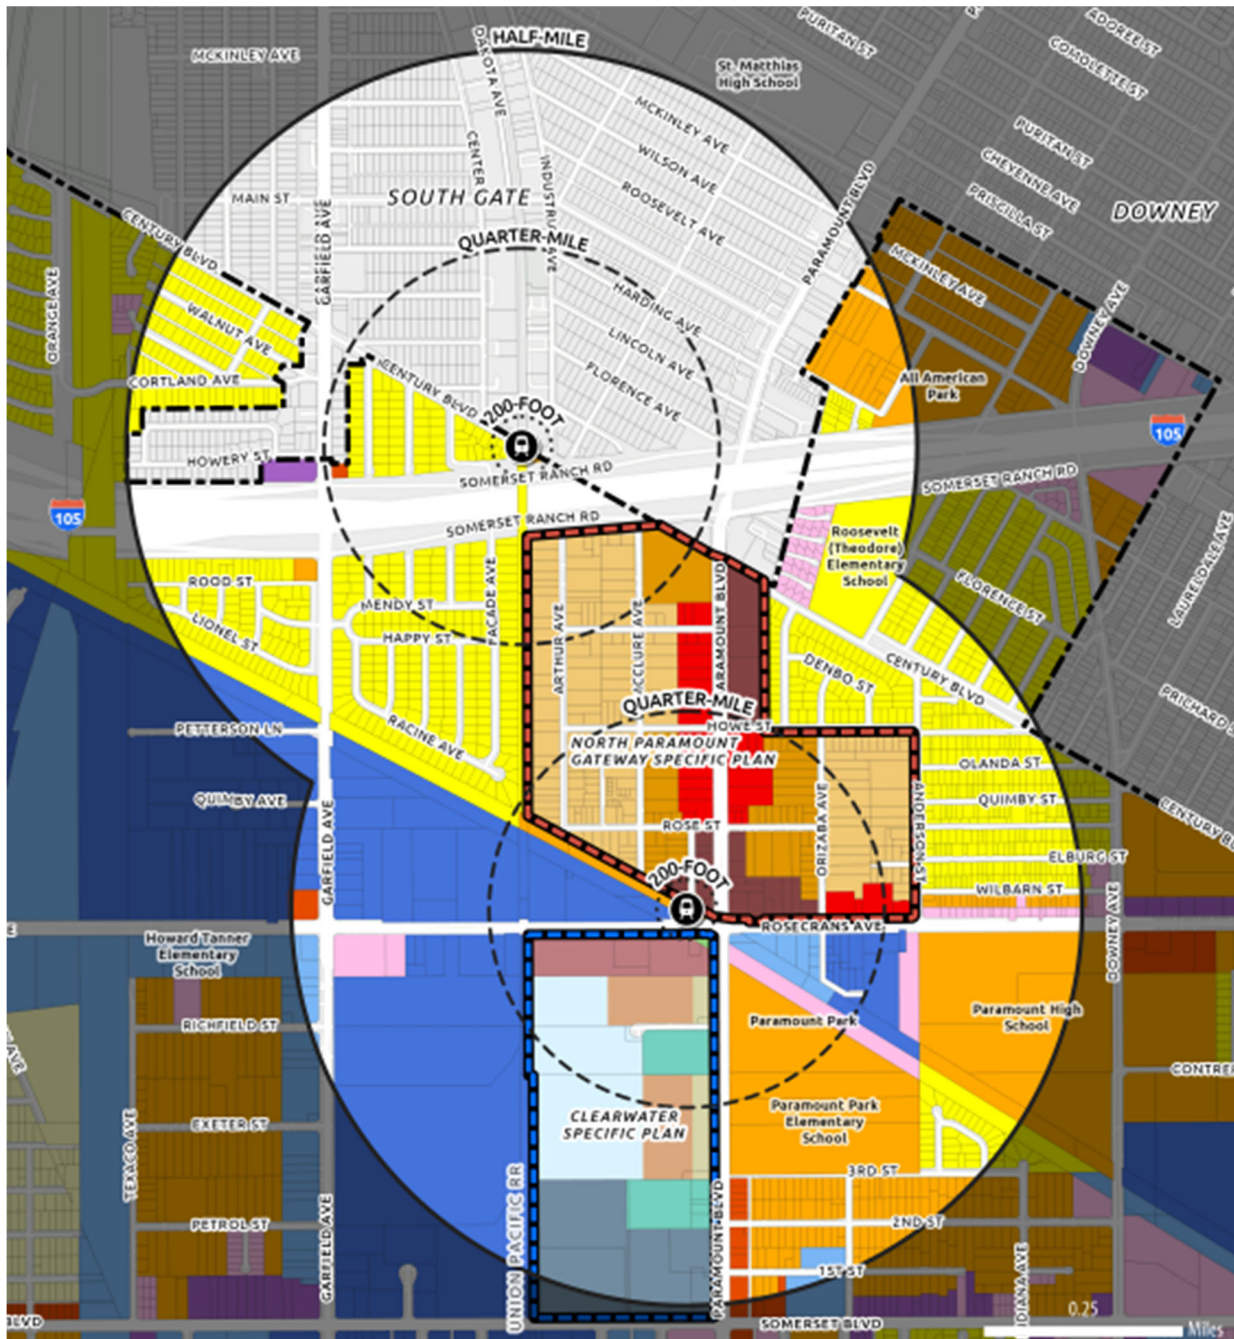 PURITAN ST
ADOREE ST
COMOLETTE ST
HALF-MILE
DAKOTA AVE
MCKINLEY AVE
St. Matthias
High School
MCKINLEY AVE
PURITAN ST
CENTER
WILSON AVE
CHEYENNE AVE
INDUSTRIAL AVE
ROOSEVELT AVE
PARAMOUNT BLVD
PRISCILLA ST
MAIN ST
SOUTH GATE
DOWNEY
GARFIELD AVE
CENTURY BLVD
QUARTER-MILE
MCKINLEY AVE
ORANGE AVE
HARDING AVE
DOWNEY AVE
WALNUT AVE
LINCOLN AVE
CORTLAND AVE
CENTURY BLVD
FLORENCE AVE
All American
Park
200-FOOT
105
HOWERY ST
SOMERSET RANCH RD
SOMERSET RANCH RD
105
SOMERSET RANCH RD
Roosevelt
(Theodore)
Elementary
School
LAURELDALE AVE
ROOD ST
FACADE AVE
PARAMOUNT BLVD
FLORENCE ST
MENDY ST
LIONEL ST
HAPPY ST
ARTHUR AVE
MCCLURE AVE
DENBO ST
CENTURY BLVD
QUARTER-MILE
PRICHARD S
PETTERSON LN
RACINE AVE
HOWE ST
NORTH PARAMOUNT
GATEWAY SPECIFIC PLAN
OLANDA ST
QUIMBY AVE
QUIMBY ST
CENTURY BL
GARFIELD AVE
ROSE ST
ORIZABA AVE
ANDERSON ST
ELBURG ST
200-FOOT
WILBARN ST
E
ROSECRANS AVE
DOWNEY AVE
Howard Tanner
Elementary
School
RICHFIELD ST
Paramount Park
Paramount High
School
AVE
CONTRE
TEXACO AVE
EXETER ST
CLEARWATER
SPECIFIC PLAN
Paramount Park
Elementary
School
3RD ST
UNION PACIFIC RR
PARAMOUNT BLVD
GARFIELD AVE
PETROL ST
2ND ST
INDIANA AVE
1ST ST
0.25
BLVD
SOMERSET BLVD
Miles